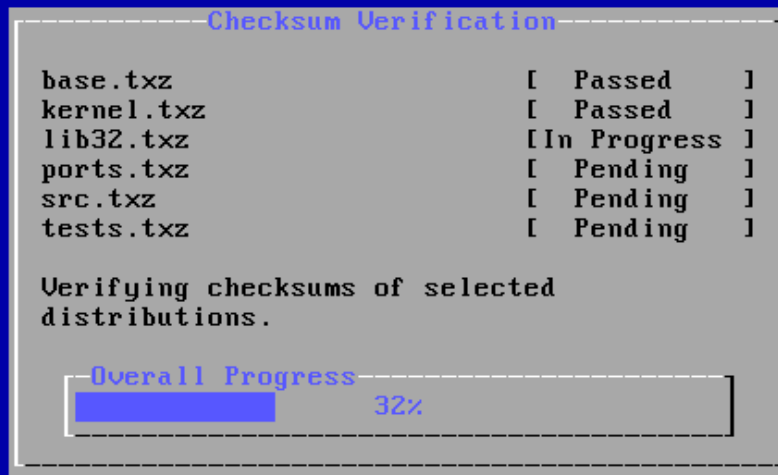 Checksum Verification
base.txz [ Passed ]
kernel.txz [ Passed ]
lib32.txz [In Progress ]
ports.txz [ Pending ]
src.txz [ Pending ]
tests.txz [ Pending ]
Verifying checksums of selected
distributions.
Overall Progress
32%